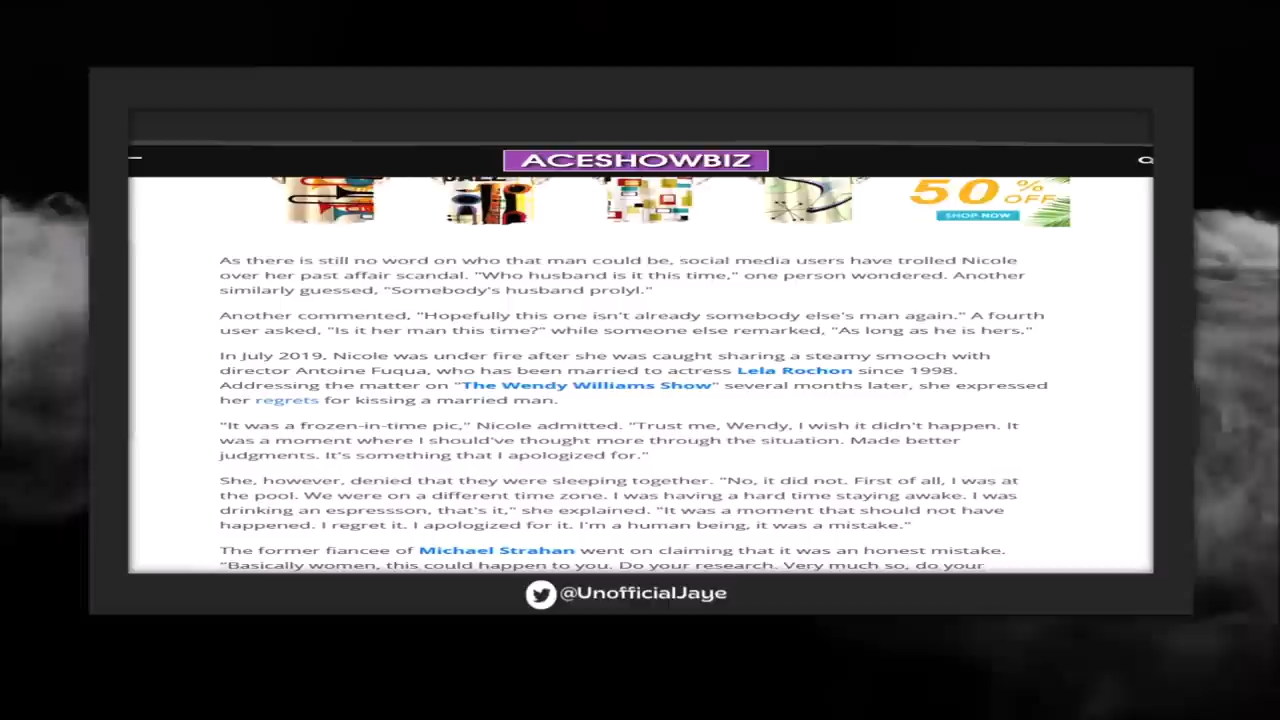 ACESHOWBIZ
JAZZ
50 % OFF
SHOP NOW
As there is still no word on who that man could be, social media users have trolled Nicole
over her past affair scandal. "Who husband is it this time," one person wondered. Another
similarly guessed, "Somebody's husband prolyl."
Another commented, "Hopefully this one isn't already somebody else's man again." A fourth
user asked, "Is it her man this time?" while someone else remarked, "As long as he is hers."
In July 2019, Nicole was under fire after she was caught sharing a steamy smooch with
director Antoine Fuqua, who has been married to actress Lela Rochon since 1998.
Addressing the matter on "The Wendy Williams Show" several months later, she expressed
her regrets for kissing a married man.
"It was a frozen-in-time pic," Nicole admitted. "Trust me, Wendy, I wish it didn't happen. It
was a moment where I should've thought more through the situation. Made better
judgments. It's something that I apologized for."
She, however, denied that they were sleeping together. "No, it did not. First of all, I was at
the pool. We were on a different time zone. I was having a hard time staying awake. I was
drinking an espressson, that's it," she explained. "It was a moment that should not have
happened. I regret it. I apologized for it. I'm a human being, it was a mistake."
The former fiancee of Michael Strahan went on claiming that it was an honest mistake.
"Basically women, this could happen to you. Do your research. Very much so, do your
@UnofficialJaye